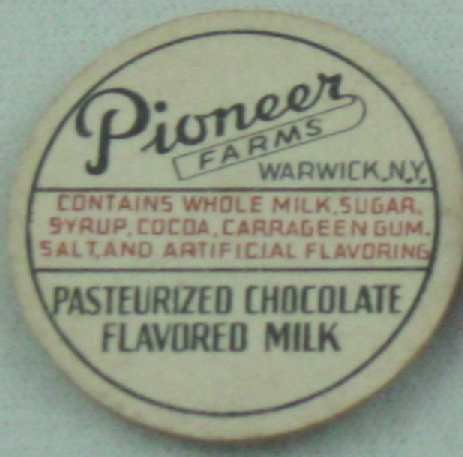 Pioneer
FARMS
WARWICK, N.Y.
CONTAINS WHOLE MILK, SUGAR,
SYRUP, COCOA, CARRAGEEN GUM,
SALT, AND ARTIFICIAL FLAVORING
PASTEURIZED CHOCOLATE
FLAVORED MILK